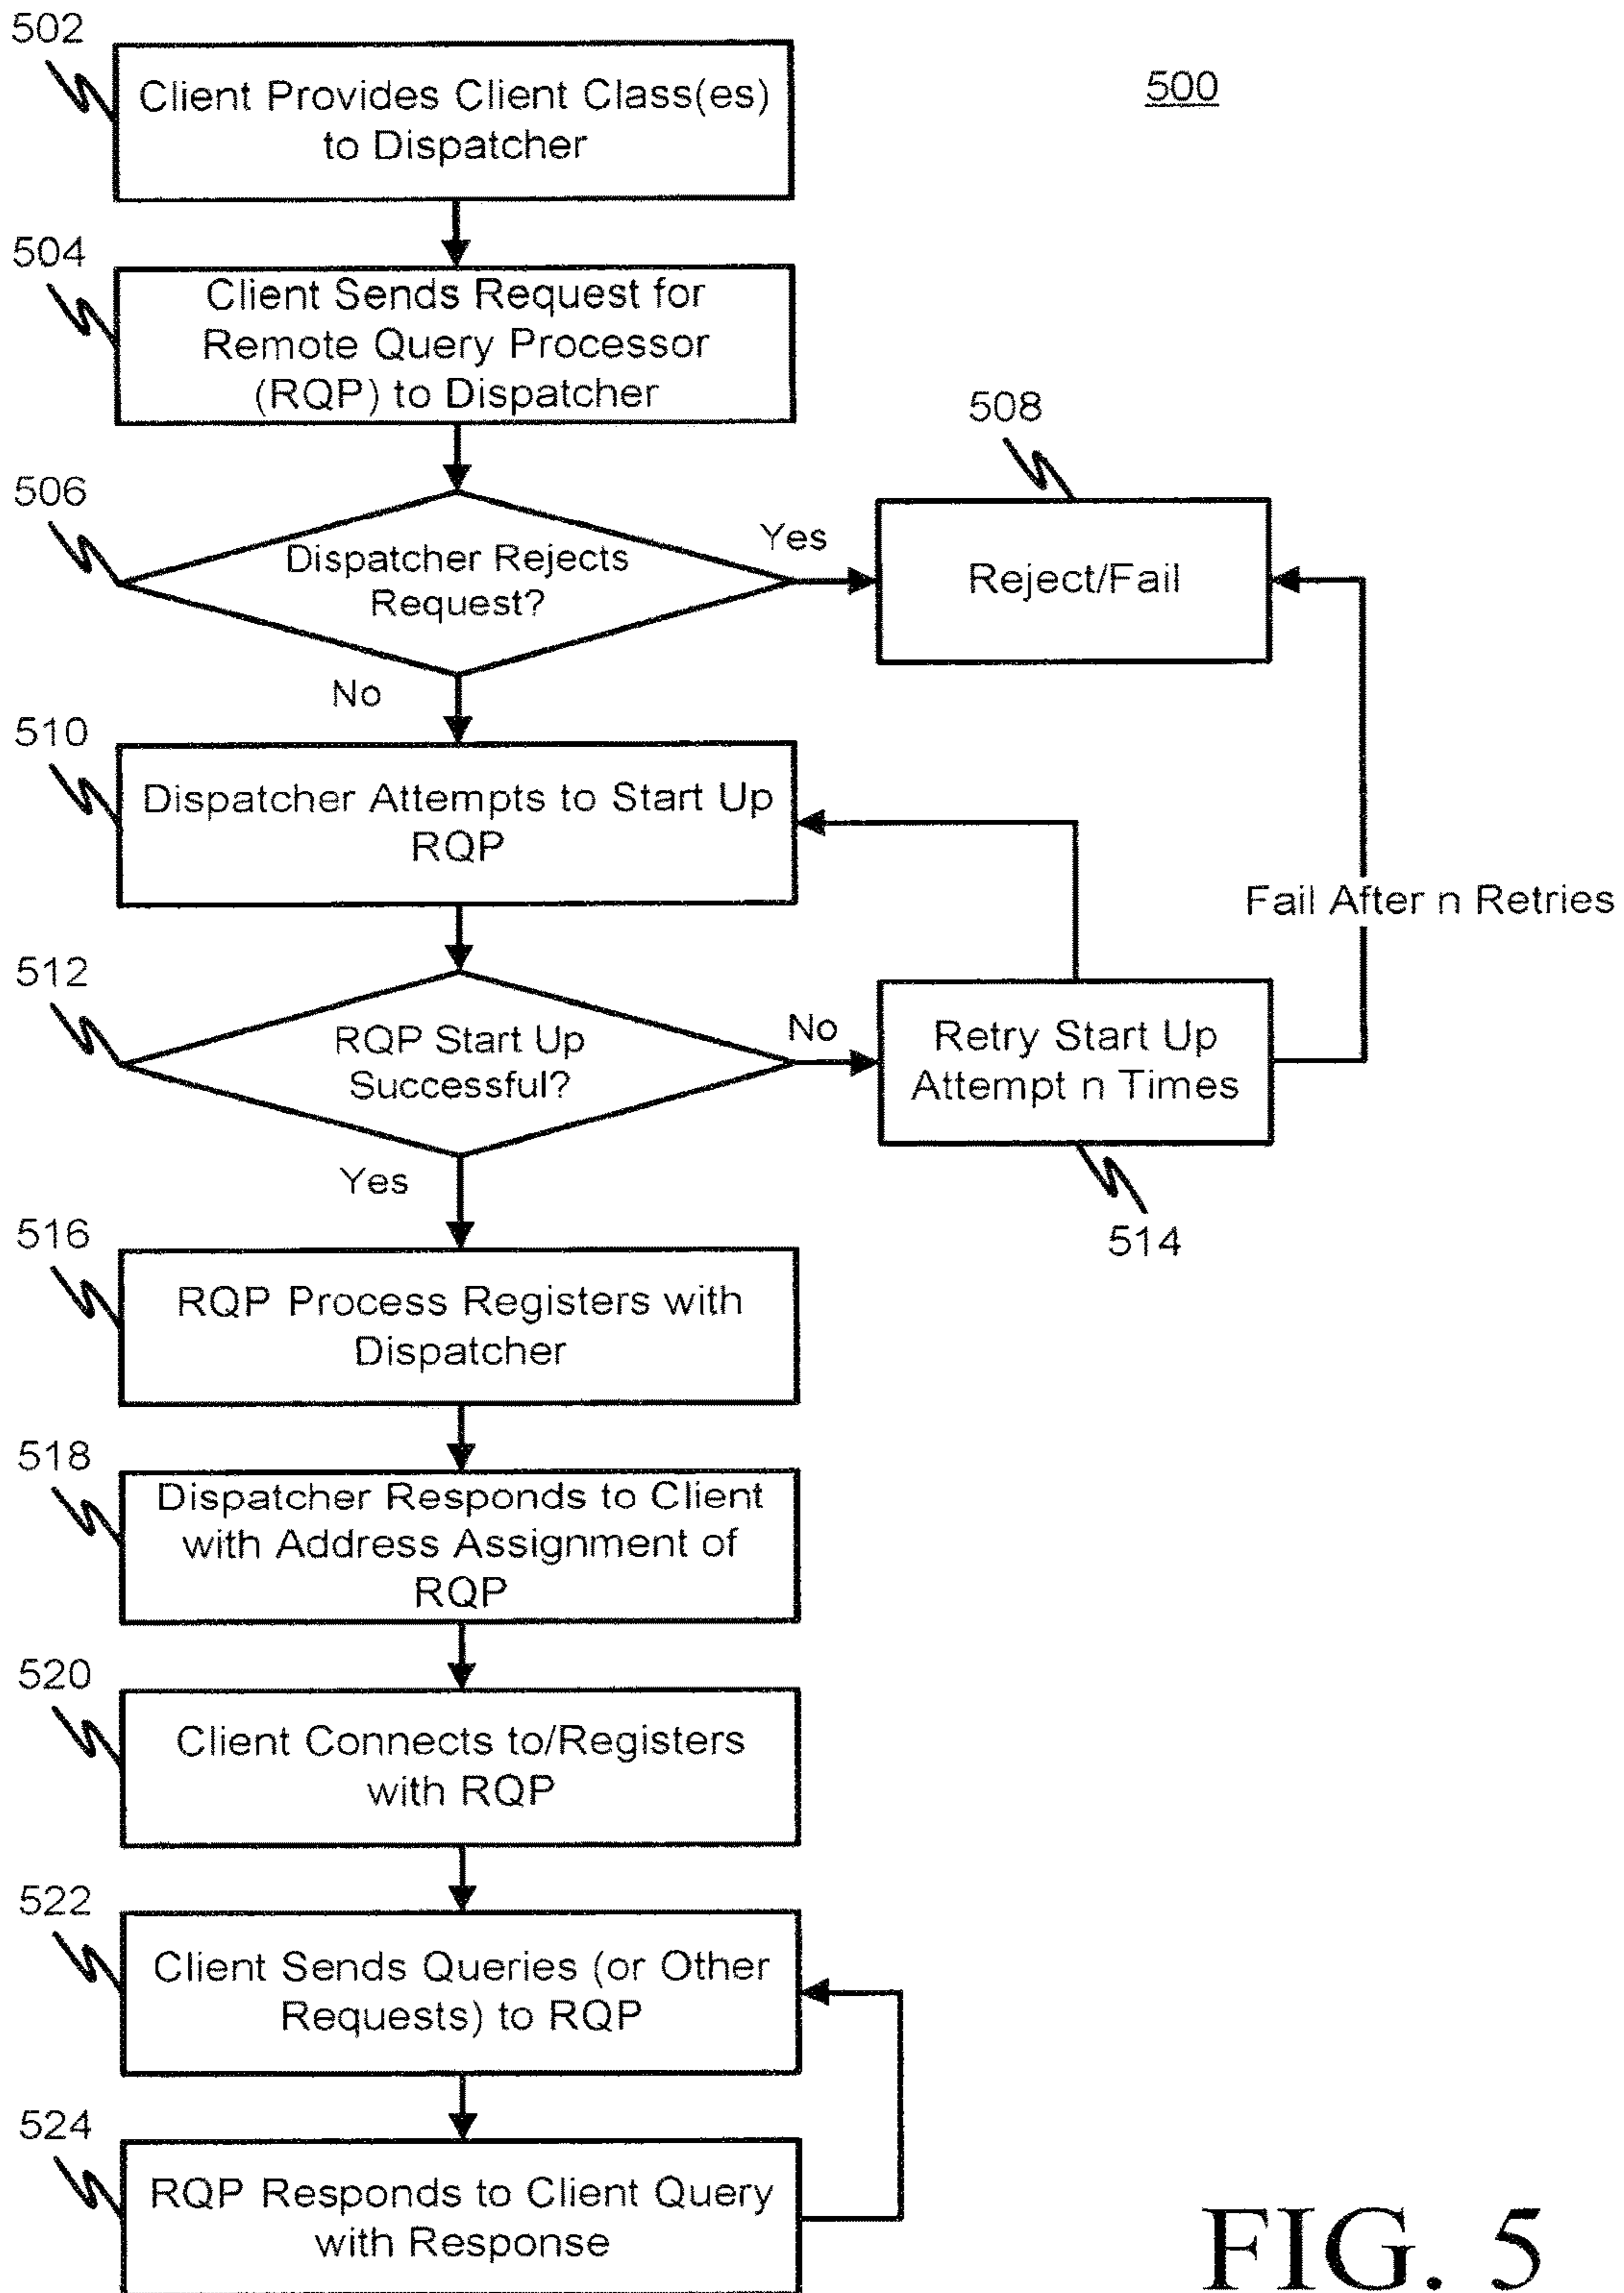 502
Client Provides Client Class(es)
to Dispatcher
500
504
Client Sends Request for
Remote Query Processor
(RQP) to Dispatcher
506
Dispatcher Rejects
Request?
Yes
508
Reject/Fail
No
510
Dispatcher Attempts to Start Up
RQP
Fail After n Retries
512
RQP Start Up
Successful?
No
Retry Start Up
Attempt n Times
514
Yes
516
RQP Process Registers with
Dispatcher
518
Dispatcher Responds to Client
with Address Assignment of
RQP
520
Client Connects to/Registers
with RQP
522
Client Sends Queries (or Other
Requests) to RQP
524
RQP Responds to Client Query
with Response
FIG. 5